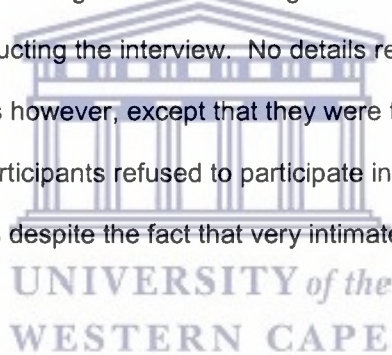 ucting the interview. No details re
however, except that they were
rticipants refused to participate in
despite the fact that very intimate
UNIVERSITY of the
WESTERN CAPE